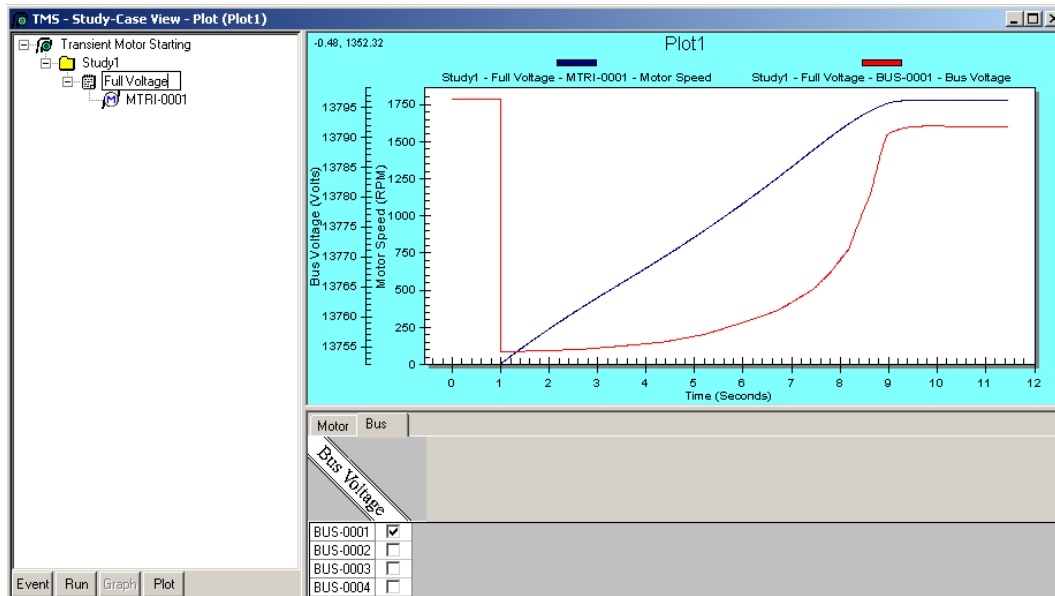 TMS - Study-Case View - Plot (Plot1)
Transient Motor Starting
Study1
Full Voltage
MTRI-0001
Event Run Graph Plot
-0.48, 1352.32
Plot1
Study1 - Full Voltage - MTRI-0001 - Motor Speed
Study1 - Full Voltage - BUS-0001 - Bus Voltage
Bus Voltage (Volts)
13795
13790
13785
13780
13775
13770
13765
13760
13755
Motor Speed (RPM)
1750
1500
1250
1000
750
500
250
0
0 1 2 3 4 5 6 7 8 9 10 11 12
Time (Seconds)
Motor Bus
Bus Voltage
BUS-0001
BUS-0002
BUS-0003
BUS-0004